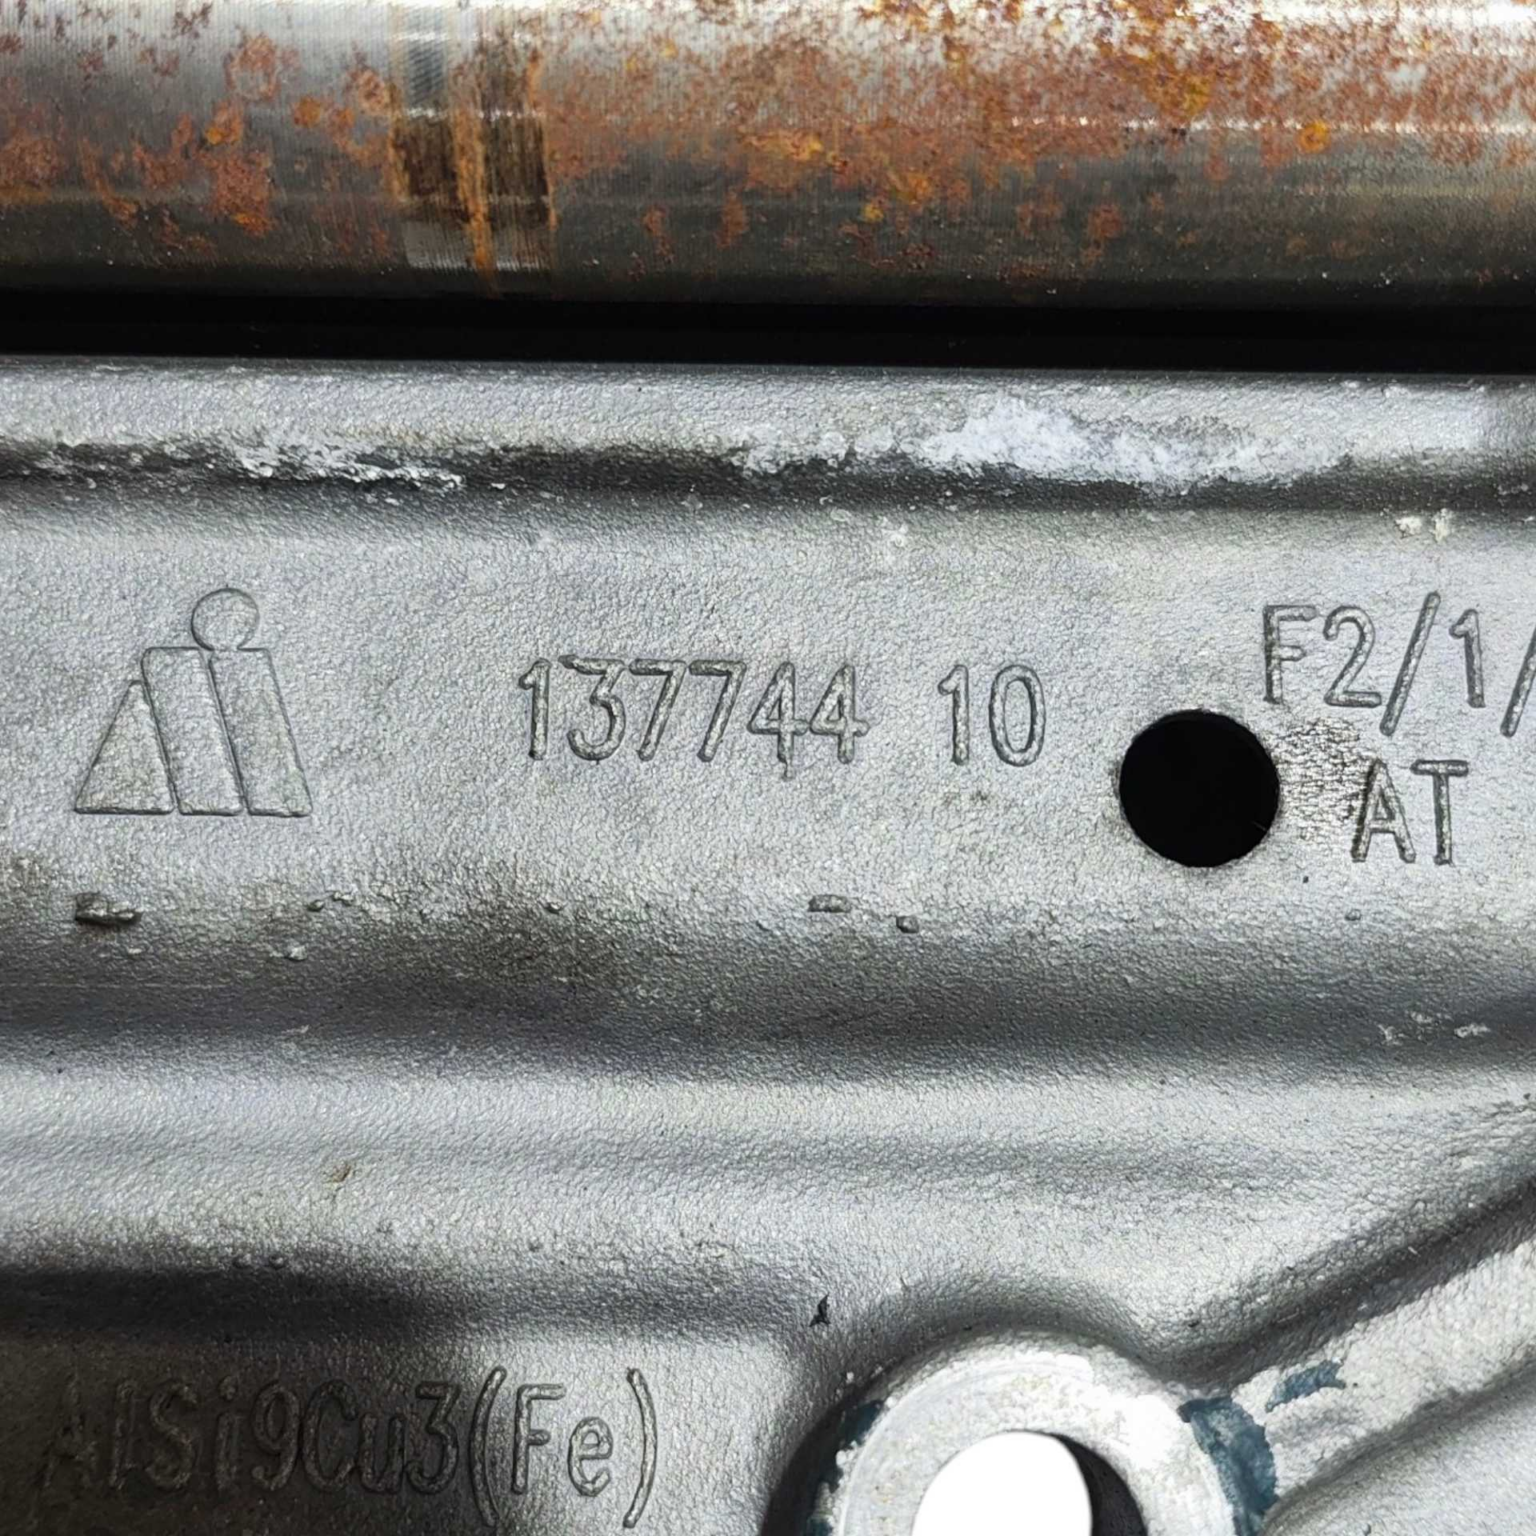 137744 10
F2/1/
AT
AlSi9Cu3(Fe)